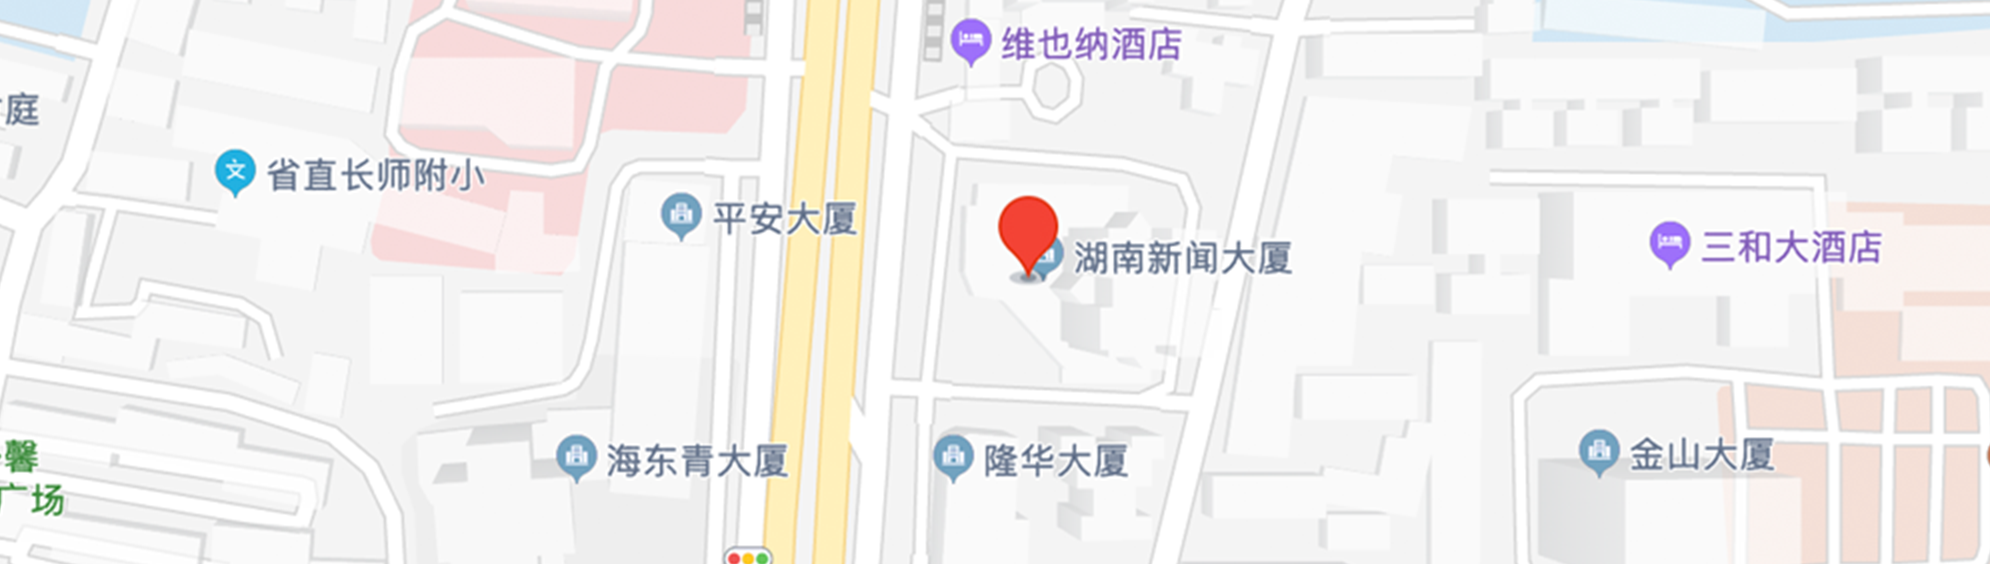 维也纳酒店
庭
文
省直长师附小
平安大厦
湖南新闻大厦
三和大酒店
馨
广场
海东青大厦
隆华大厦
金山大厦